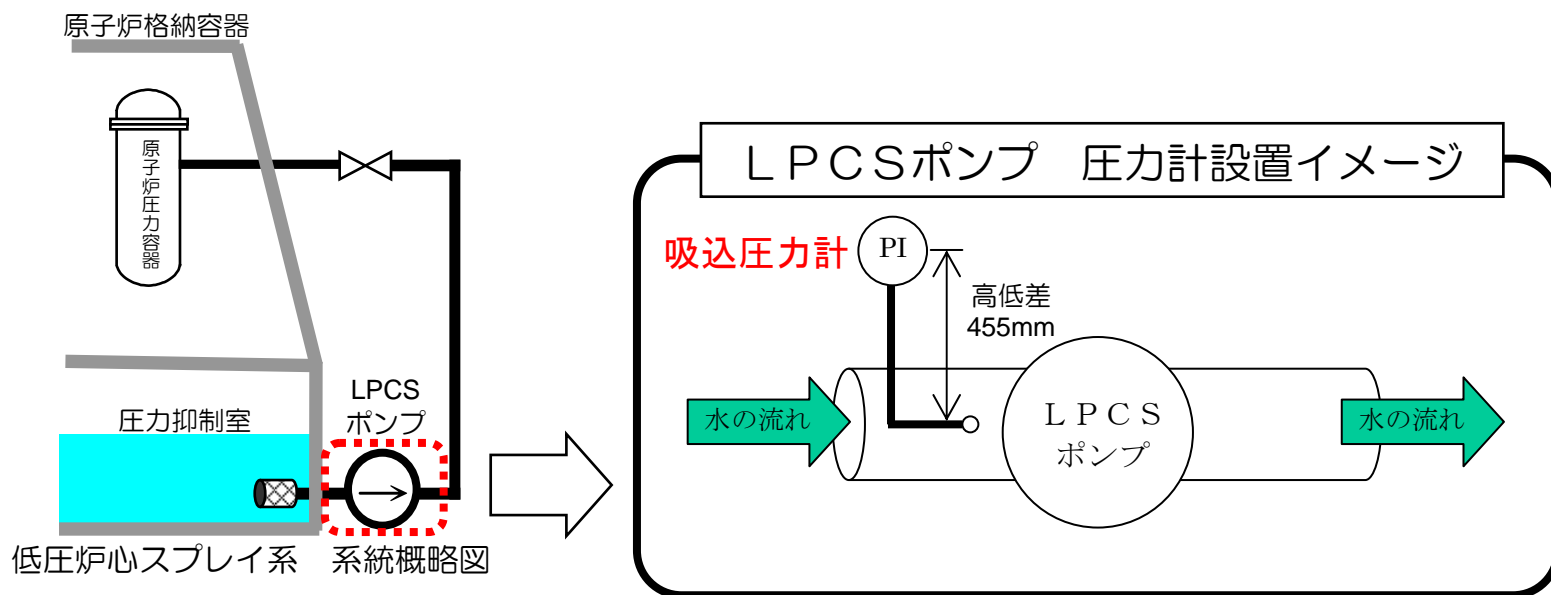 原子炉格納容器
原子炉圧力容器
圧力抑制室
LPCS
ポンプ
低圧炉心スプレイ系 系統概略図
LPCSポンプ 圧力計設置イメージ
吸込圧力計
PI
高低差
455mm
水の流れ
LPCS
ポンプ
水の流れ